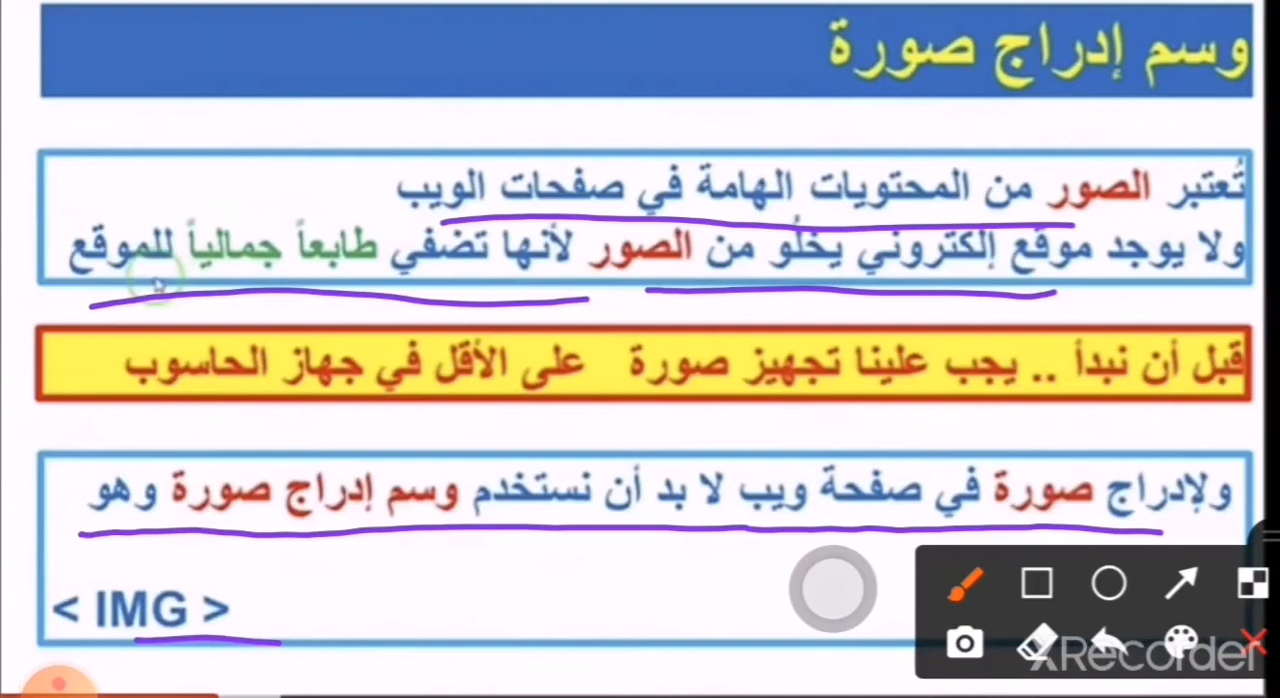 وسم إدراج صورة
تُعتبر الصور من المحتويات الهامة في صفحات الويب
ولا يوجد موقع إلكتروني يخلُو من الصور لأنها تضفي طابعاً جمالياً للموقع
قبل أن نبدأ .. يجب علينا تجهيز صورة على الأقل في جهاز الحاسوب
ولإدراج صورة في صفحة ويب لا بد أن نستخدم وسم إدراج صورة وهو
< IMG >
XRecorder